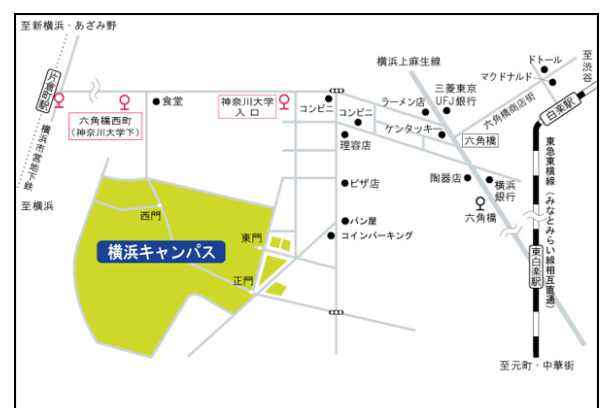 至新横浜・あざみ野
片倉町駅
横浜市営地下鉄
至横浜
六角橋西町
(神奈川大学下)
食堂
神奈川大学
入口
コンビニ
コンビニ
理容店
ピザ店
パン屋
コインパーキング
西門
東門
正門
横浜キャンパス
横浜上麻生線
ラーメン店
三菱東京
UFJ銀行
ケンタッキー
六角橋
六角橋商店街
ドトール
マクドナルド
至渋谷
白楽駅
陶器店
横浜
銀行
六角橋
東急東横線(みなとみらい線相互直通)
東白楽駅
至元町・中華街